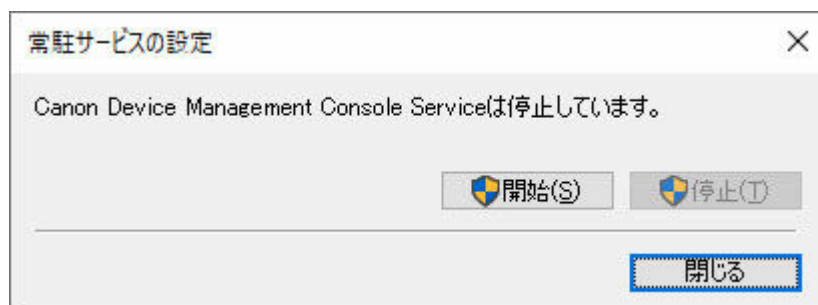 常駐サービスの設定
Canon Device Management Console Serviceは停止しています。
開始(S)
停止(T)
閉じる